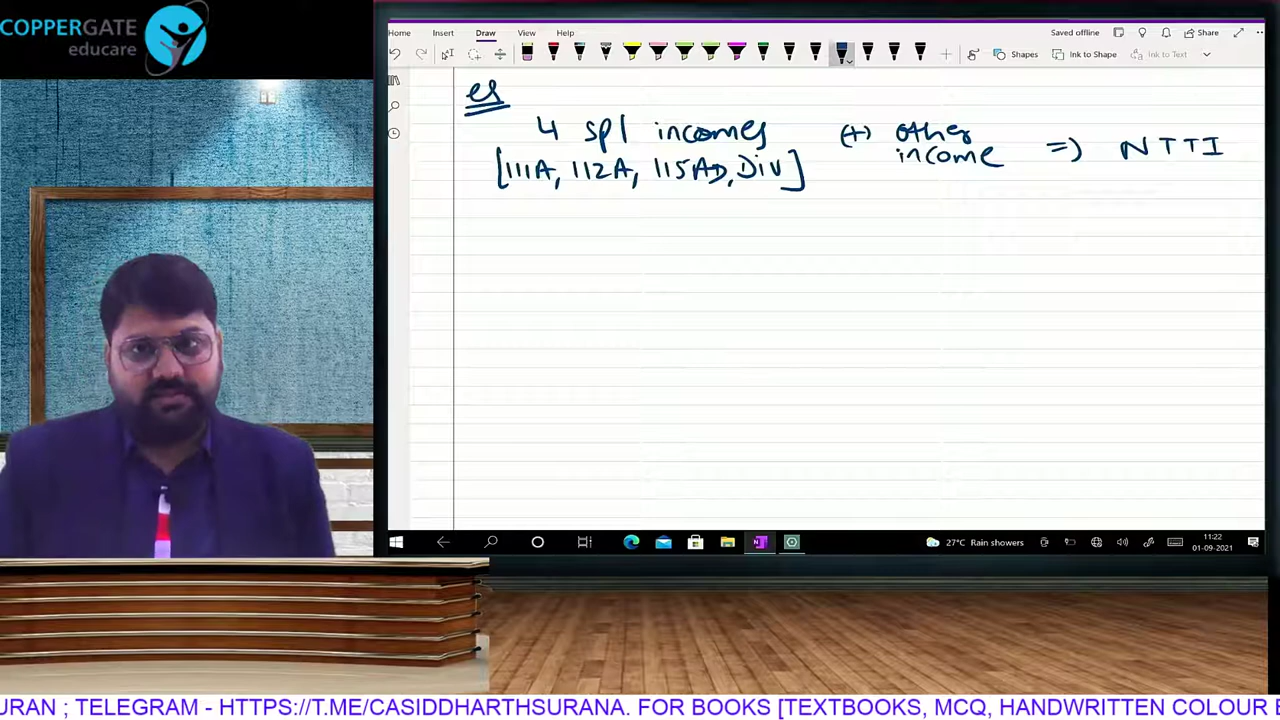 COPPERGATE
educare
Home Insert Draw View Help
Saved offline
Share
Shapes
Ink to Shape
Ink to Text
eg
4 spl incomes (+) other income => NTTI
[111A, 112A, 115AD, Div]
27°C Rain showers
11:22
01-09-2021
URAN ; TELEGRAM - HTTPS://T.ME/CASIDDHARTHSURANA. FOR BOOKS [TEXTBOOKS, MCQ, HANDWRITTEN COLOUR E